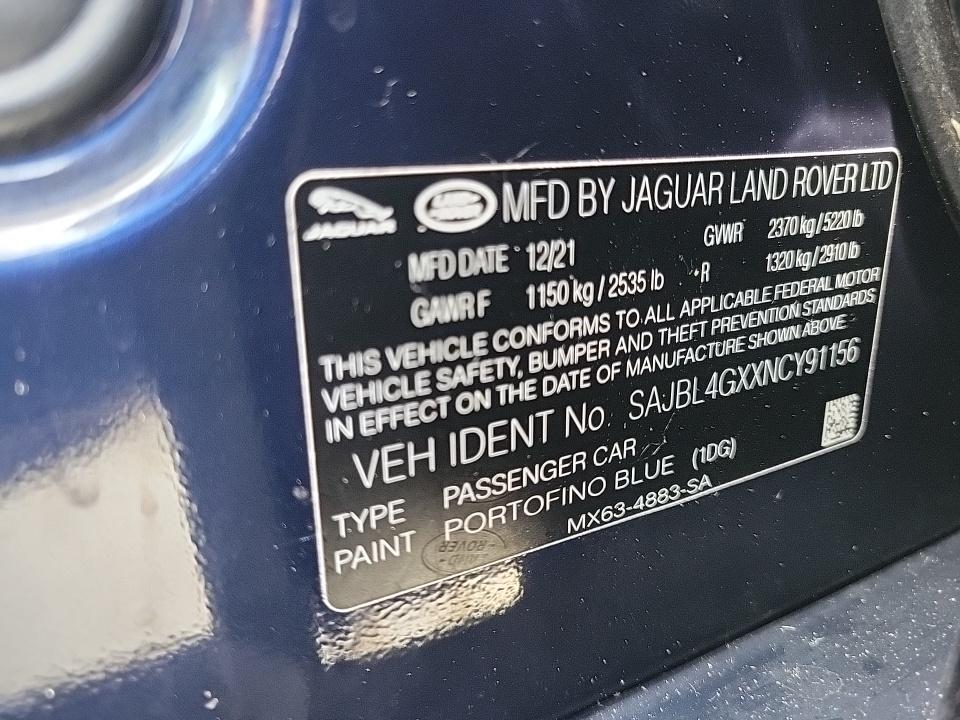 JAGUAR LAND ROVER MFD BY JAGUAR LAND ROVER LTD
MFD DATE 12/21 GVWR 2370 kg / 5220 lb
GAWR F 1150 kg / 2535 lb R 1320 kg / 2910 lb
THIS VEHICLE CONFORMS TO ALL APPLICABLE FEDERAL MOTOR
VEHICLE SAFETY, BUMPER AND THEFT PREVENTION STANDARDS
IN EFFECT ON THE DATE OF MANUFACTURE SHOWN ABOVE
VEH IDENT No SAJBL4GXXNCY91156
TYPE PASSENGER CAR
PAINT PORTOFINO BLUE (1DG)
MX63-4883-SA
LAND ROVER